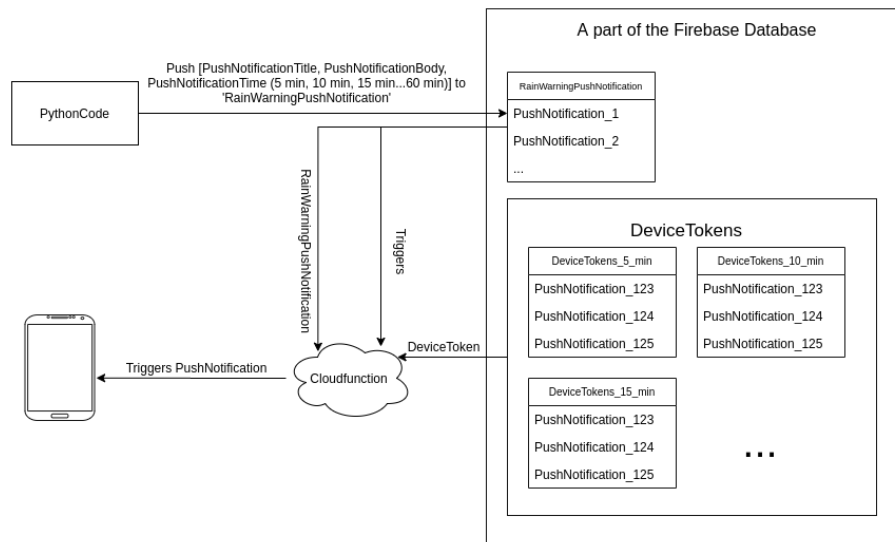 A part of the Firebase Database
Push [PushNotificationTitle, PushNotificationBody,
PushNotificationTime (5 min, 10 min, 15 min...60 min)] to
'RainWarningPushNotification'
PythonCode
RainWarningPushNotification
PushNotification_1
PushNotification_2
...
RainWarningPushNotification
Triggers
DeviceTokens
DeviceTokens_5_min
PushNotification_123
PushNotification_124
PushNotification_125
DeviceTokens_10_min
PushNotification_123
PushNotification_124
PushNotification_125
DeviceToken
Cloudfunction
Triggers PushNotification
DeviceTokens_15_min
PushNotification_123
PushNotification_124
PushNotification_125
...